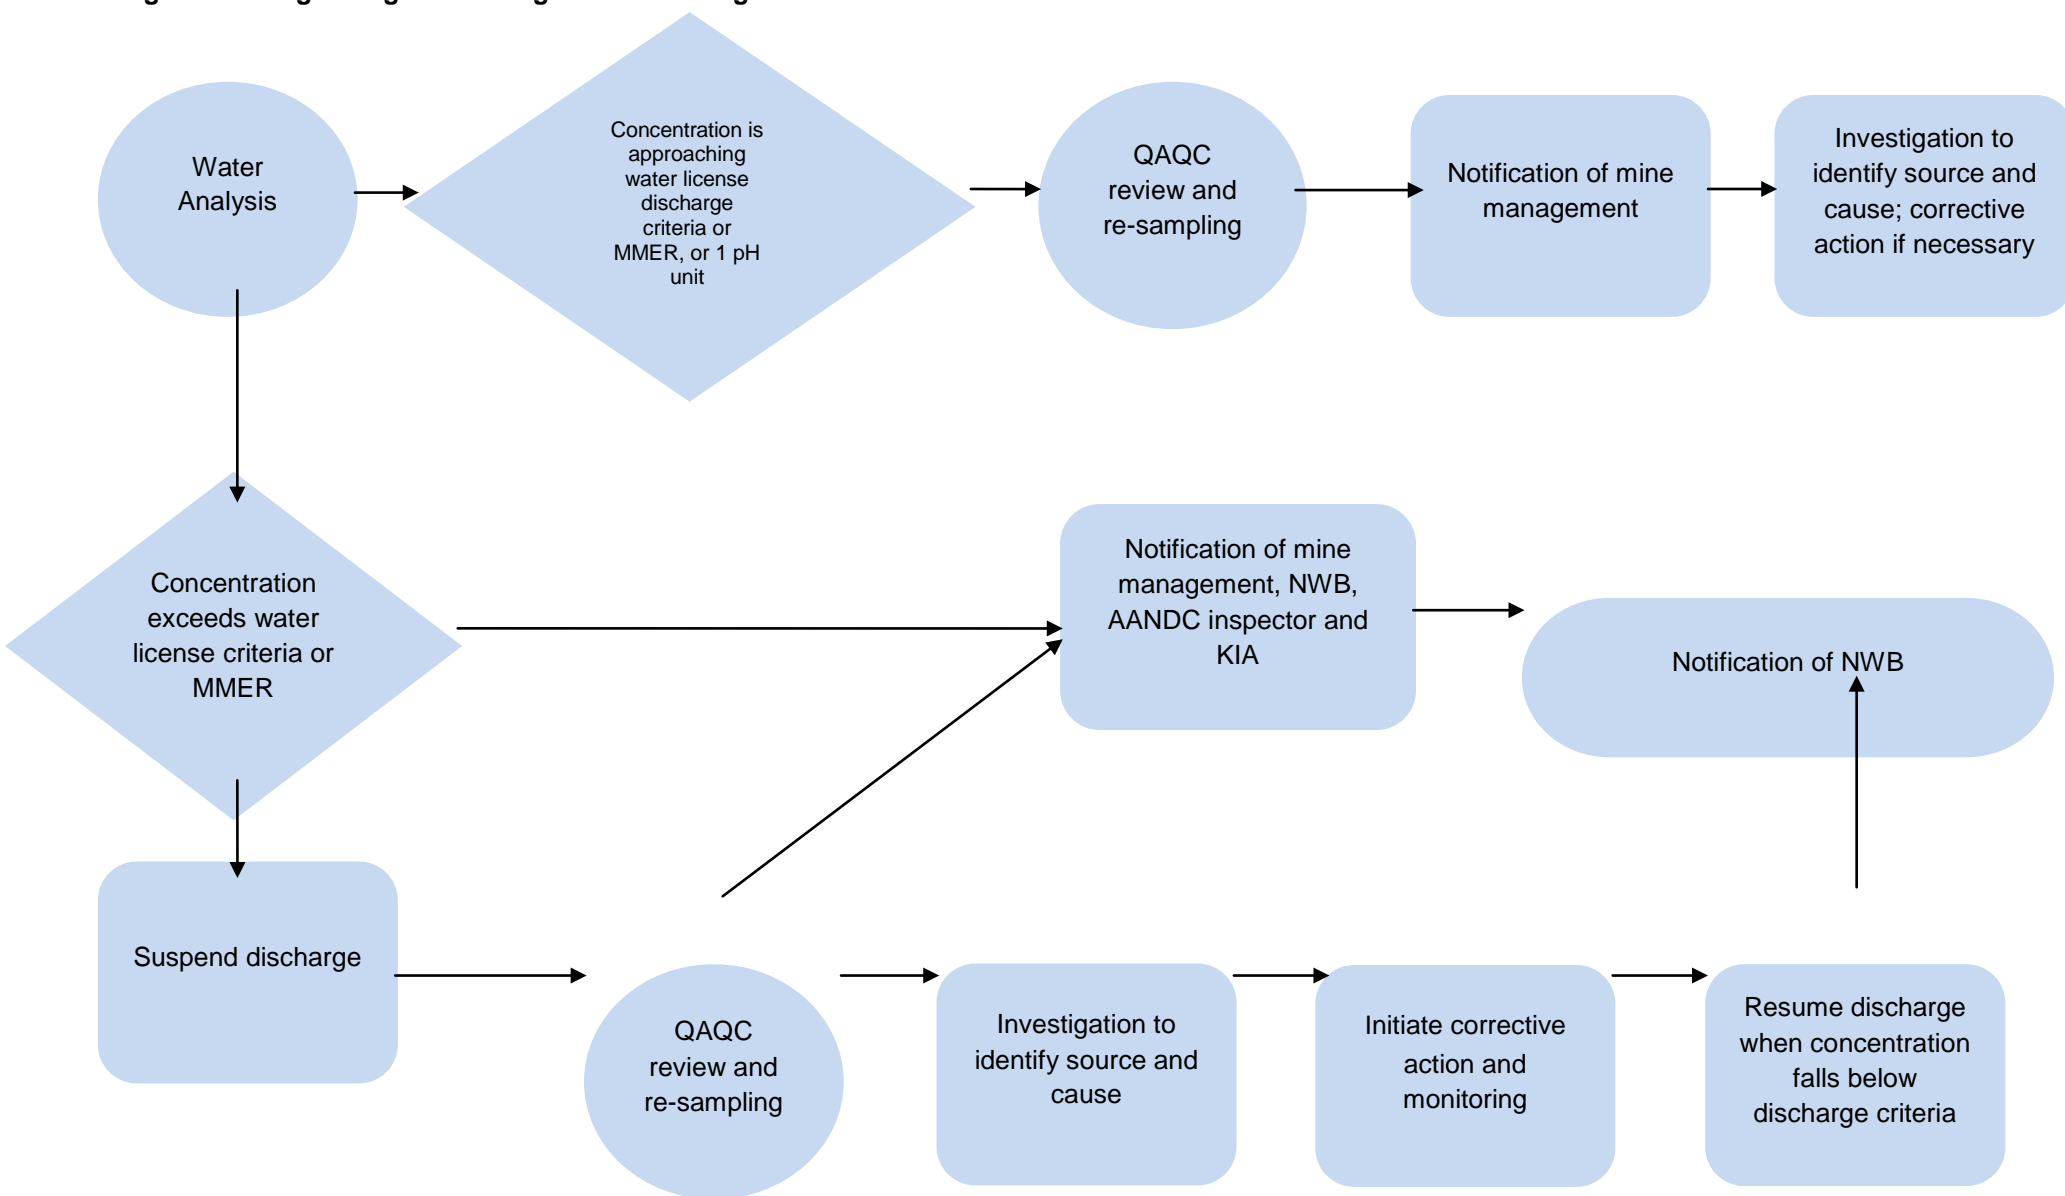 Water
Analysis
Concentration is
approaching
water license
discharge
criteria or
MMER, or 1 pH
unit
QAQC
review and
re-sampling
Notification of mine
management
Investigation to
identify source and
cause; corrective
action if necessary
Concentration
exceeds water
license criteria or
MMER
Notification of mine
management, NWB,
AANDC inspector and
KIA
Notification of NWB
Suspend discharge
QAQC
review and
re-sampling
Investigation to
identify source and
cause
Initiate corrective
action and
monitoring
Resume discharge
when concentration
falls below
discharge criteria